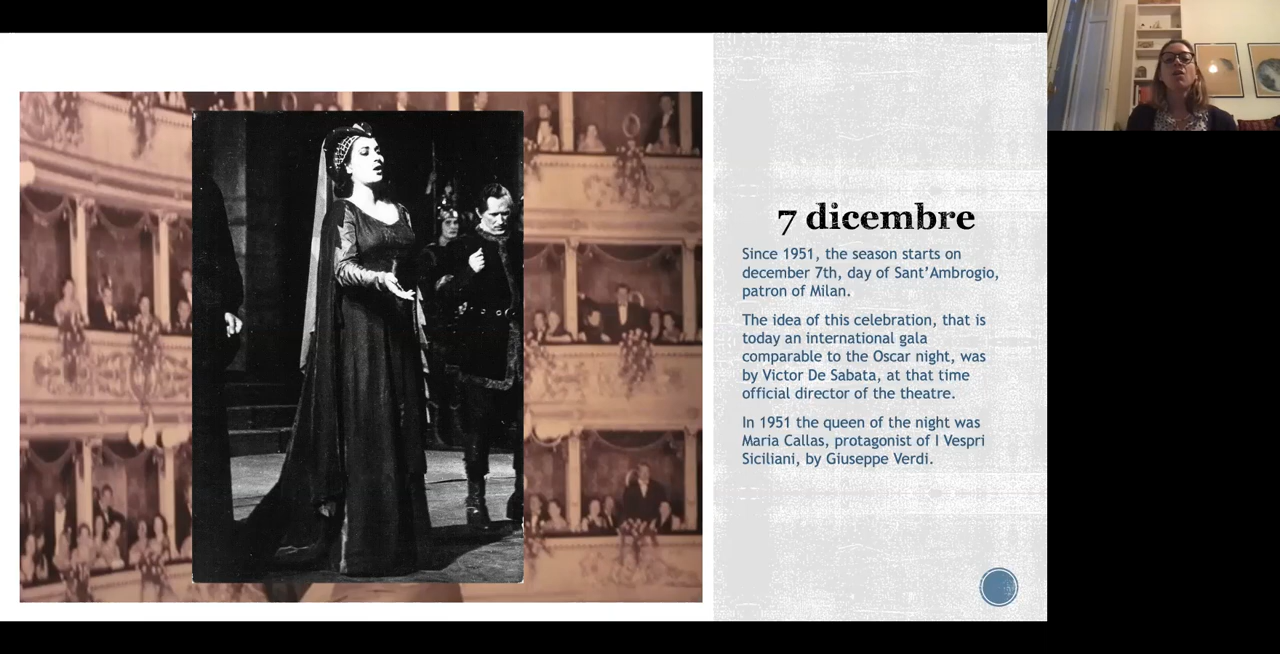 7 dicembre
Since 1951, the season starts on
december 7th, day of Sant'Ambrogio,
patron of Milan.
The idea of this celebration, that is
today an international gala
comparable to the Oscar night, was
by Victor De Sabata, at that time
official director of the theatre.
In 1951 the queen of the night was
Maria Callas, protagonist of I Vespri
Siciliani, by Giuseppe Verdi.